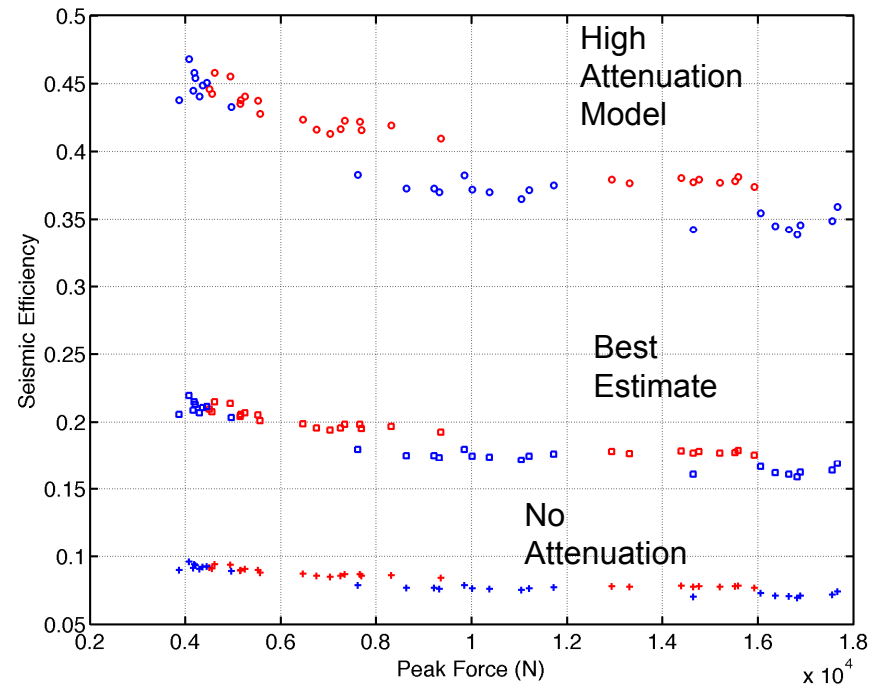 0.5
High
Attenuation
Model
0.45
0.4
0.35
0.3
Best
Estimate
0.25
0.2
0.15
No
Attenuation
0.1
0.05
Seismic Efficiency
0.2
0.4
0.6
0.8
1
1.2
1.4
1.6
1.8
Peak Force (N)
x 10^4